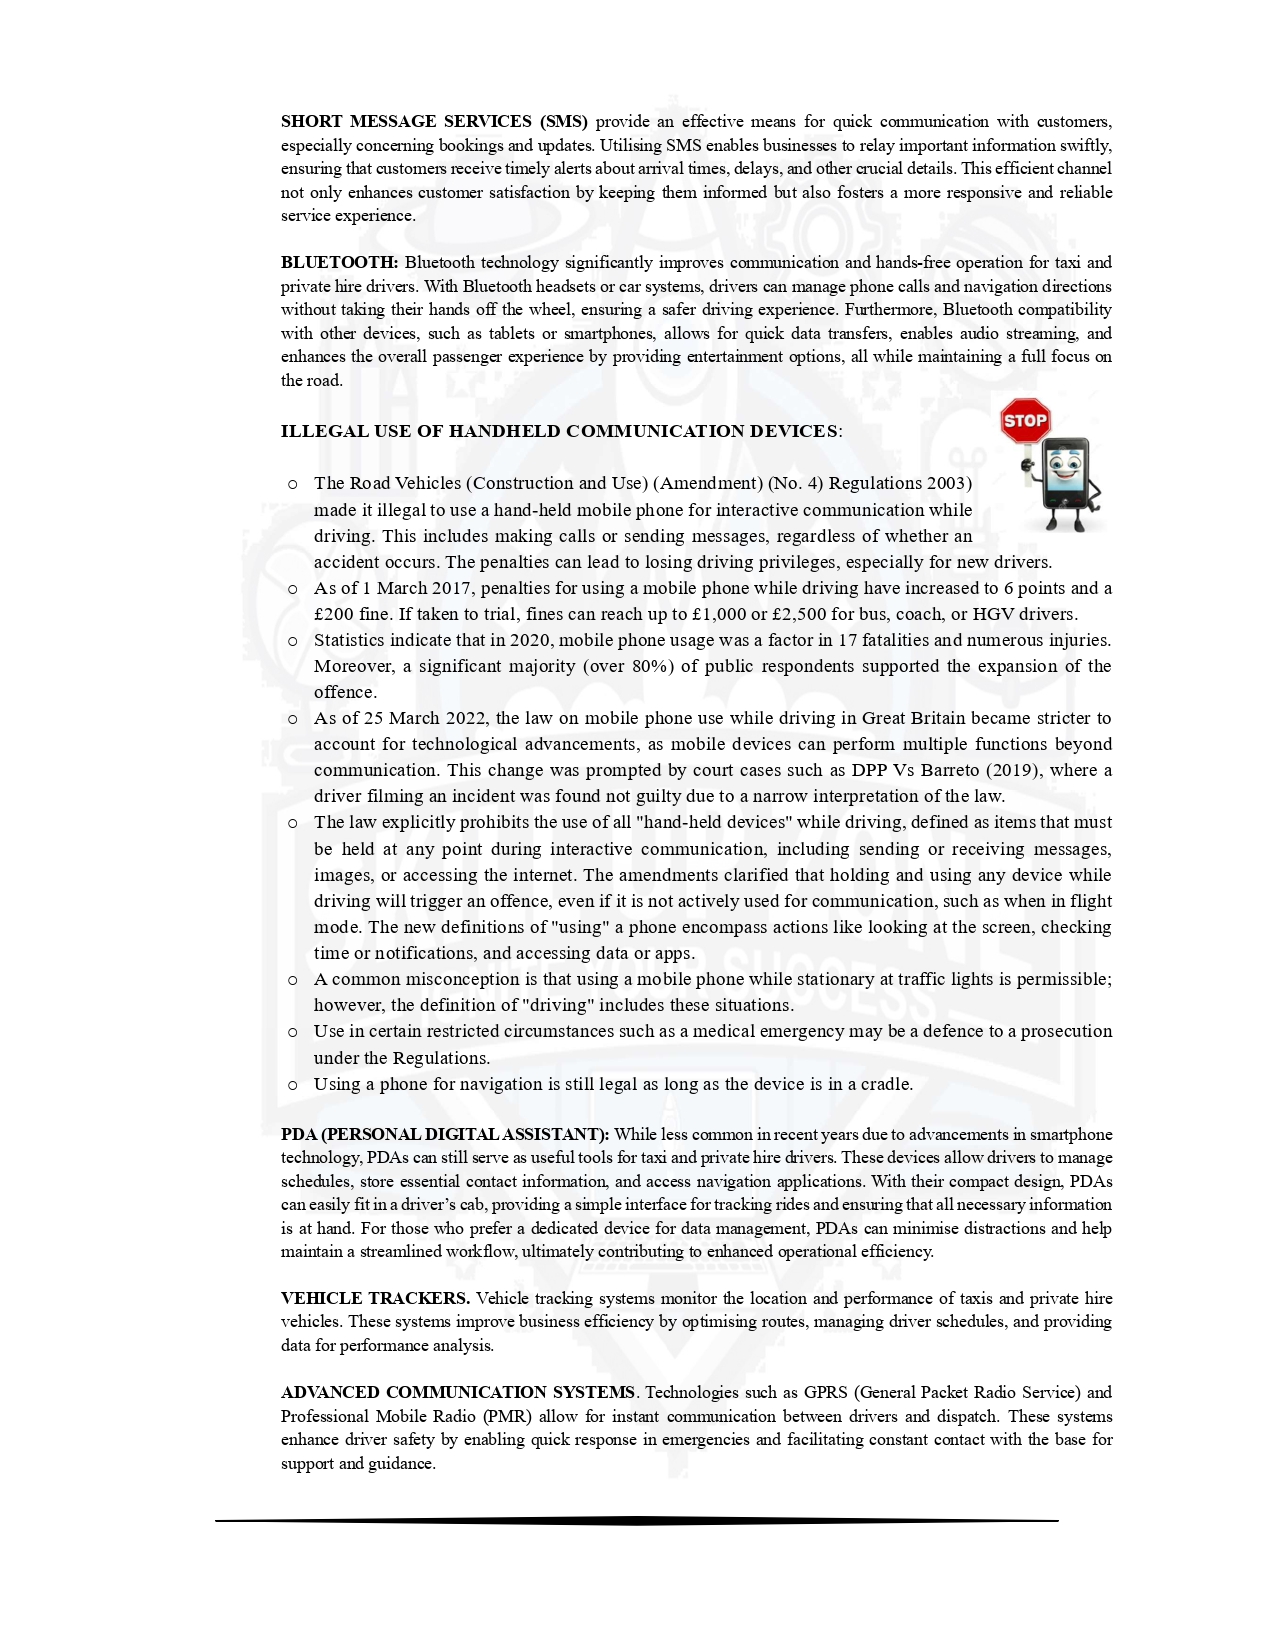 SHORT MESSAGE SERVICES (SMS) provide an effective means for quick communication with customers,
especially concerning bookings and updates. Utilising SMS enables businesses to relay important information swiftly,
ensuring that customers receive timely alerts about arrival times, delays, and other crucial details. This efficient channel
not only enhances customer satisfaction by keeping them informed but also fosters a more responsive and reliable
service experience.
BLUETOOTH: Bluetooth technology significantly improves communication and hands-free operation for taxi and
private hire drivers. With Bluetooth headsets or car systems, drivers can manage phone calls and navigation directions
without taking their hands off the wheel, ensuring a safer driving experience. Furthermore, Bluetooth compatibility
with other devices, such as tablets or smartphones, allows for quick data transfers, enables audio streaming, and
enhances the overall passenger experience by providing entertainment options, all while maintaining a full focus on
the road.
STOP
ILLEGAL USE OF HANDHELD COMMUNICATION DEVICES:
o The Road Vehicles (Construction and Use) (Amendment) (No. 4) Regulations 2003)
made it illegal to use a hand-held mobile phone for interactive communication while
driving. This includes making calls or sending messages, regardless of whether an
accident occurs. The penalties can lead to losing driving privileges, especially for new drivers.
o As of 1 March 2017, penalties for using a mobile phone while driving have increased to 6 points and a
£200 fine. If taken to trial, fines can reach up to £1,000 or £2,500 for bus, coach, or HGV drivers.
o Statistics indicate that in 2020, mobile phone usage was a factor in 17 fatalities and numerous injuries.
Moreover, a significant majority (over 80%) of public respondents supported the expansion of the
offence.
o As of 25 March 2022, the law on mobile phone use while driving in Great Britain became stricter to
account for technological advancements, as mobile devices can perform multiple functions beyond
communication. This change was prompted by court cases such as DPP Vs Barreto (2019), where a
driver filming an incident was found not guilty due to a narrow interpretation of the law.
o The law explicitly prohibits the use of all "hand-held devices" while driving, defined as items that must
be held at any point during interactive communication, including sending or receiving messages,
images, or accessing the internet. The amendments clarified that holding and using any device while
driving will trigger an offence, even if it is not actively used for communication, such as when in flight
mode. The new definitions of "using" a phone encompass actions like looking at the screen, checking
time or notifications, and accessing data or apps.
o A common misconception is that using a mobile phone while stationary at traffic lights is permissible;
however, the definition of "driving" includes these situations.
o Use in certain restricted circumstances such as a medical emergency may be a defence to a prosecution
under the Regulations.
o Using a phone for navigation is still legal as long as the device is in a cradle.
PDA (PERSONAL DIGITAL ASSISTANT): While less common in recent years due to advancements in smartphone
technology, PDAs can still serve as useful tools for taxi and private hire drivers. These devices allow drivers to manage
schedules, store essential contact information, and access navigation applications. With their compact design, PDAs
can easily fit in a driver’s cab, providing a simple interface for tracking rides and ensuring that all necessary information
is at hand. For those who prefer a dedicated device for data management, PDAs can minimise distractions and help
maintain a streamlined workflow, ultimately contributing to enhanced operational efficiency.
VEHICLE TRACKERS. Vehicle tracking systems monitor the location and performance of taxis and private hire
vehicles. These systems improve business efficiency by optimising routes, managing driver schedules, and providing
data for performance analysis.
ADVANCED COMMUNICATION SYSTEMS. Technologies such as GPRS (General Packet Radio Service) and
Professional Mobile Radio (PMR) allow for instant communication between drivers and dispatch. These systems
enhance driver safety by enabling quick response in emergencies and facilitating constant contact with the base for
support and guidance.